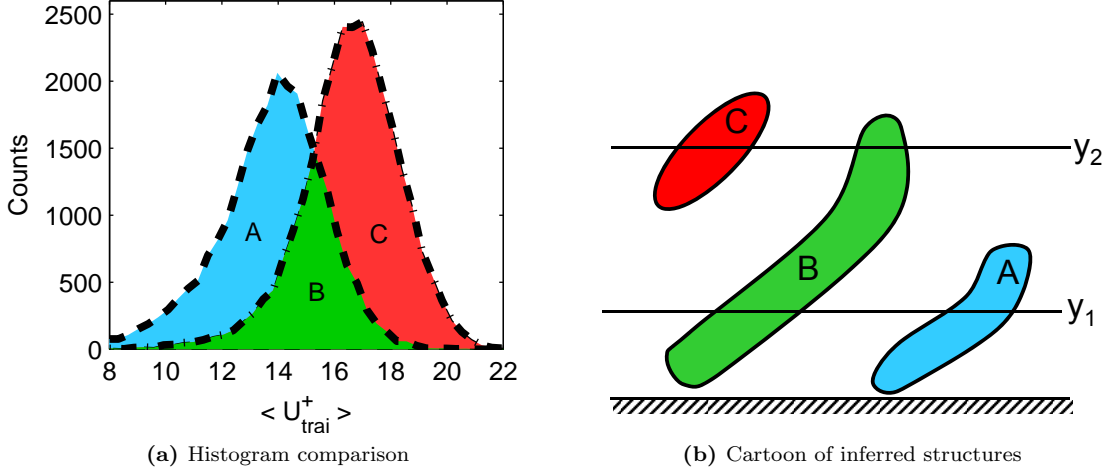 2500
2000
1500
1000
500
0
Counts
A
B
C
8 10 12 14 16 18 20 22
< U⁺trai >
(a) Histogram comparison
C
y2
B
A
y1
(b) Cartoon of inferred structures